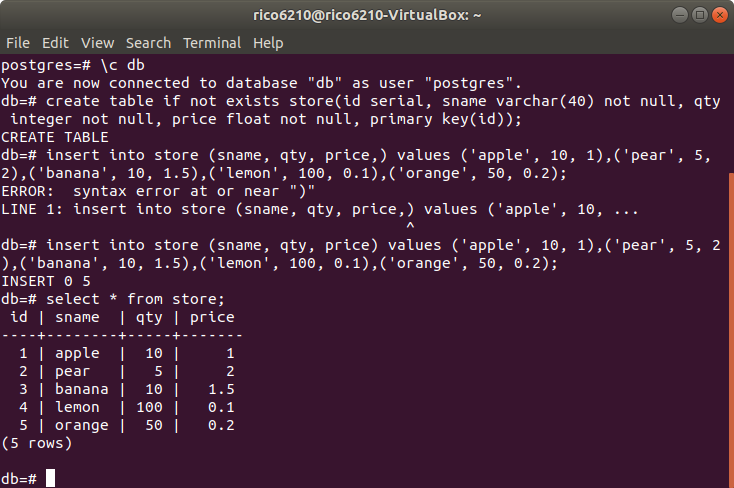 rico6210@rico6210-VirtualBox: ~
File Edit View Search Terminal Help
postgres=# \c db
You are now connected to database "db" as user "postgres".
db=# create table if not exists store(id serial, sname varchar(40) not null, qty
 integer not null, price float not null, primary key(id));
CREATE TABLE
db=# insert into store (sname, qty, price,) values ('apple', 10, 1),('pear', 5,
2),('banana', 10, 1.5),('lemon', 100, 0.1),('orange', 50, 0.2);
ERROR:  syntax error at or near ")"
LINE 1: insert into store (sname, qty, price,) values ('apple', 10, ...
                                             ^
db=# insert into store (sname, qty, price) values ('apple', 10, 1),('pear', 5, 2
),('banana', 10, 1.5),('lemon', 100, 0.1),('orange', 50, 0.2);
INSERT 0 5
db=# select * from store;
 id | sname  | qty | price
----+--------+-----+-------
  1 | apple  |  10 |     1
  2 | pear   |   5 |     2
  3 | banana |  10 |   1.5
  4 | lemon  | 100 |   0.1
  5 | orange |  50 |   0.2
(5 rows)
db=#